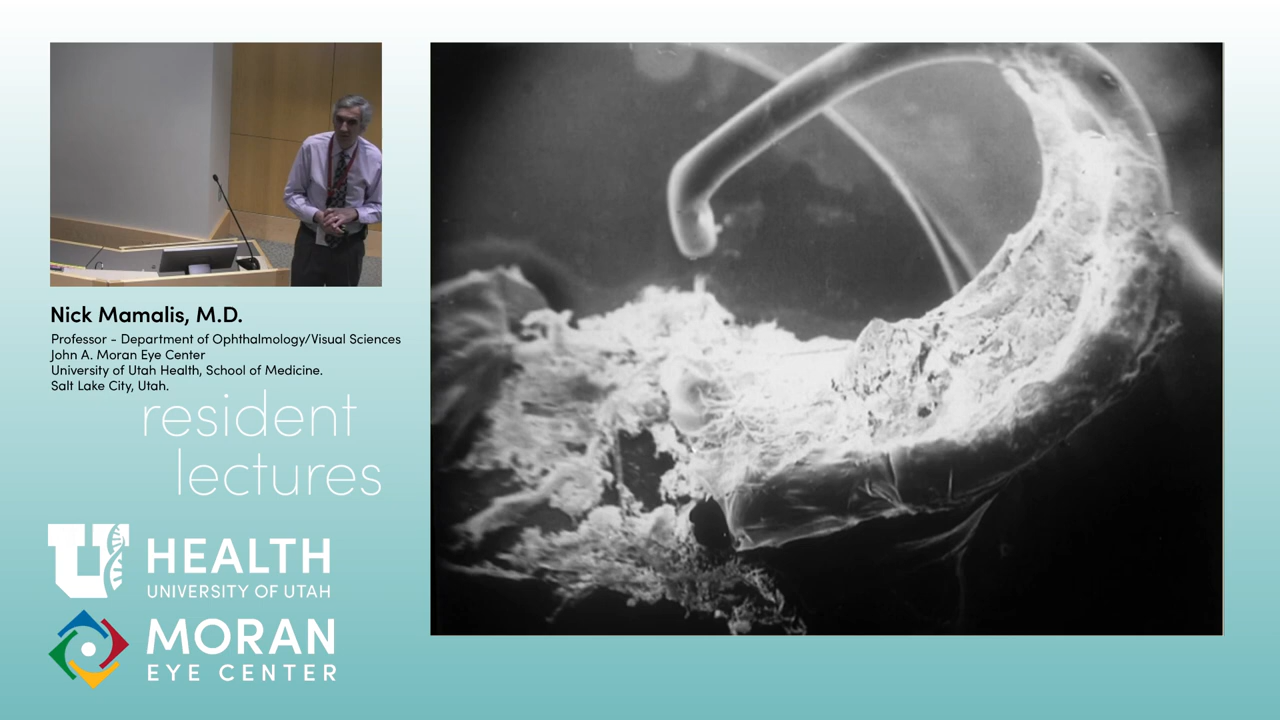 Nick Mamalis, M.D.
Professor - Department of Ophthalmology/Visual Sciences
John A. Moran Eye Center
University of Utah Health, School of Medicine.
Salt Lake City, Utah.
resident
lectures
U HEALTH
UNIVERSITY OF UTAH
MORAN
EYE CENTER